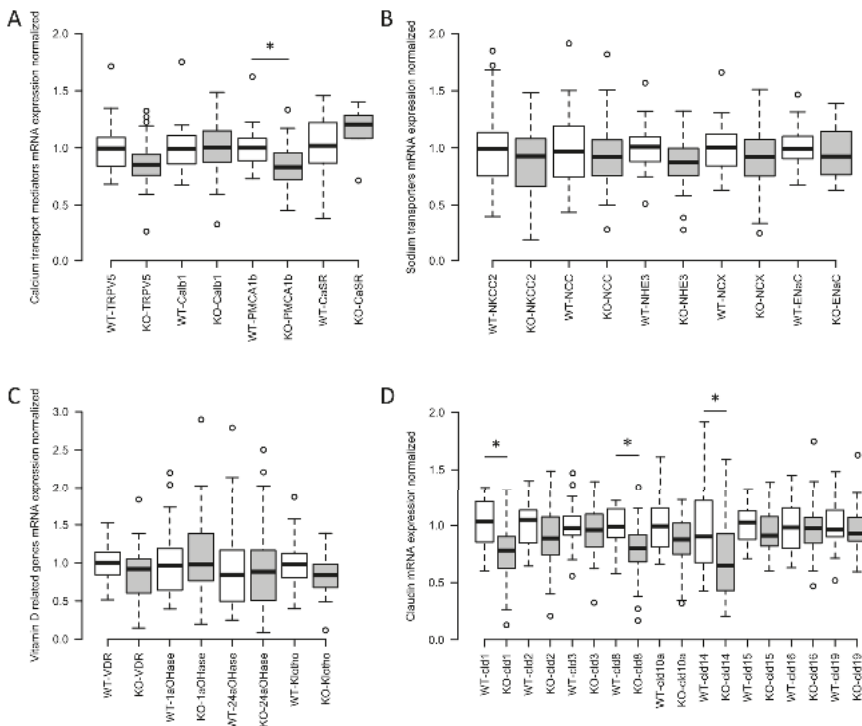 A
Calcium transport mediators mRNA expression normalized
2.0
1.5
1.0
0.5
0.0
*
WT-TRPV5
KO-TRPV5
WT-Calb1
KO-Calb1
WT-PMCA1b
KO-PMCA1b
WT-CaSR
KO-CaSR
B
Sodium transporters mRNA expression normalized
2.0
1.5
1.0
0.5
0.0
WT-NKCC2
KO-NKCC2
WT-NCC
KO-NCC
WT-NHE3
KO-NHE3
WT-NCX
KO-NCX
WT-ENaC
KO-ENaC
C
Vitamin D related genes mRNA expression normalized
3.0
2.5
2.0
1.5
1.0
0.5
0.0
WT-VDR
KO-VDR
WT-1aOHase
KO-1aOHase
WT-24aOHase
KO-24aOHase
WT-Klotho
KO-Klotho
D
Claudin mRNA expression normalized
2.0
1.5
1.0
0.5
0.0
*
*
*
WT-cld1
KO-cld1
WT-cld2
KO-cld2
WT-cld3
KO-cld3
WT-cld8
KO-cld8
WT-cld10a
KO-cld10a
WT-cld14
KO-cld14
WT-cld15
KO-cld15
WT-cld16
KO-cld16
WT-cld19
KO-cld19